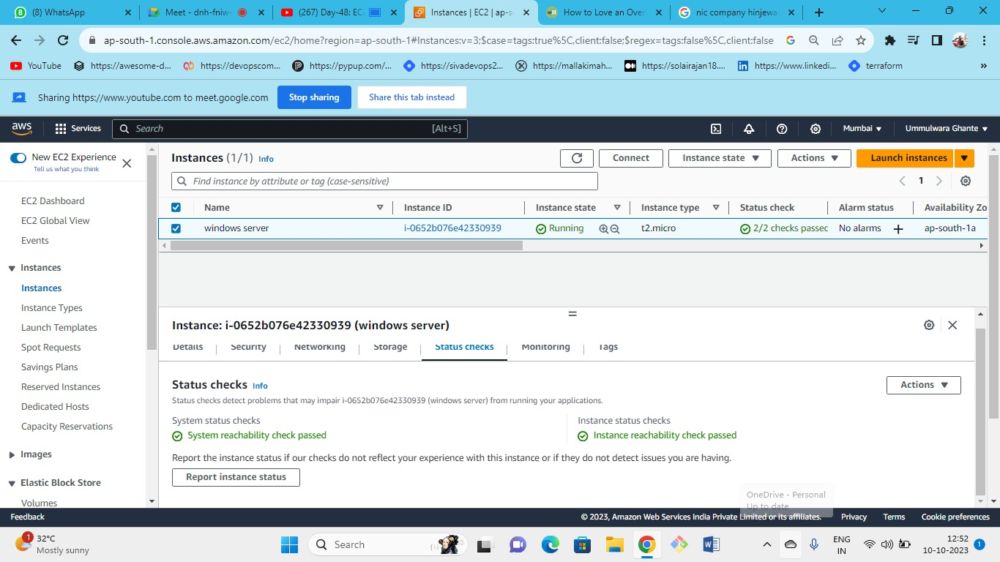 (8) WhatsApp
Meet - dnh-fniw-
(267) Day-48: EC
Instances | EC2 | ap-s
How to Love an Over
nic company hinjewa
ap-south-1.console.aws.amazon.com/ec2/home?region=ap-south-1#Instances:v=3;$case=tags:true%5C,client:false;$regex=tags:false%5C,client:false
YouTube
https://awesome-d...
https://devopscom...
https://pypup.com/...
https://sivadevops2...
https://mallakimah...
https://solairajan18....
https://www.linkedi...
terraform
»
Sharing https://www.youtube.com to meet.google.com
Stop sharing
Share this tab instead
aws
Services
Search
[Alt+S]
Mumbai
Ummulwara Ghante
New EC2 Experience
Tell us what you think
EC2 Dashboard
EC2 Global View
Events
Instances
Instances
Instance Types
Launch Templates
Spot Requests
Savings Plans
Reserved Instances
Dedicated Hosts
Capacity Reservations
Images
Elastic Block Store
Volumes
Instances (1/1) Info
Connect
Instance state
Actions
Launch instances
Find instance by attribute or tag (case-sensitive)
1
Name
Instance ID
Instance state
Instance type
Status check
Alarm status
Availability Zo
windows server
i-0652b076e42330939
Running
t2.micro
2/2 checks passed
No alarms
ap-south-1a
Instance: i-0652b076e42330939 (windows server)
Details
Security
Networking
Storage
Status checks
Monitoring
Tags
Status checks Info
Actions
Status checks detect problems that may impair i-0652b076e42330939 (windows server) from running your applications.
System status checks
System reachability check passed
Instance status checks
Instance reachability check passed
Report the instance status if our checks do not reflect your experience with this instance or if they do not detect issues you are having.
Report instance status
OneDrive - Personal
Up to date
Feedback
© 2023, Amazon Web Services India Private Limited or its affiliates.
Privacy
Terms
Cookie preferences
1
32°C
Mostly sunny
Search
ENG
IN
12:52
10-10-2023
1